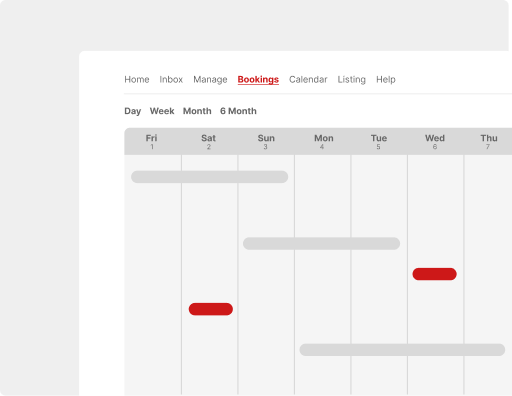 Home Inbox Manage Bookings Calendar Listing Help
Day Week Month 6 Month
Fri Sat Sun Mon Tue Wed Thu
1 2 3 4 5 6 7